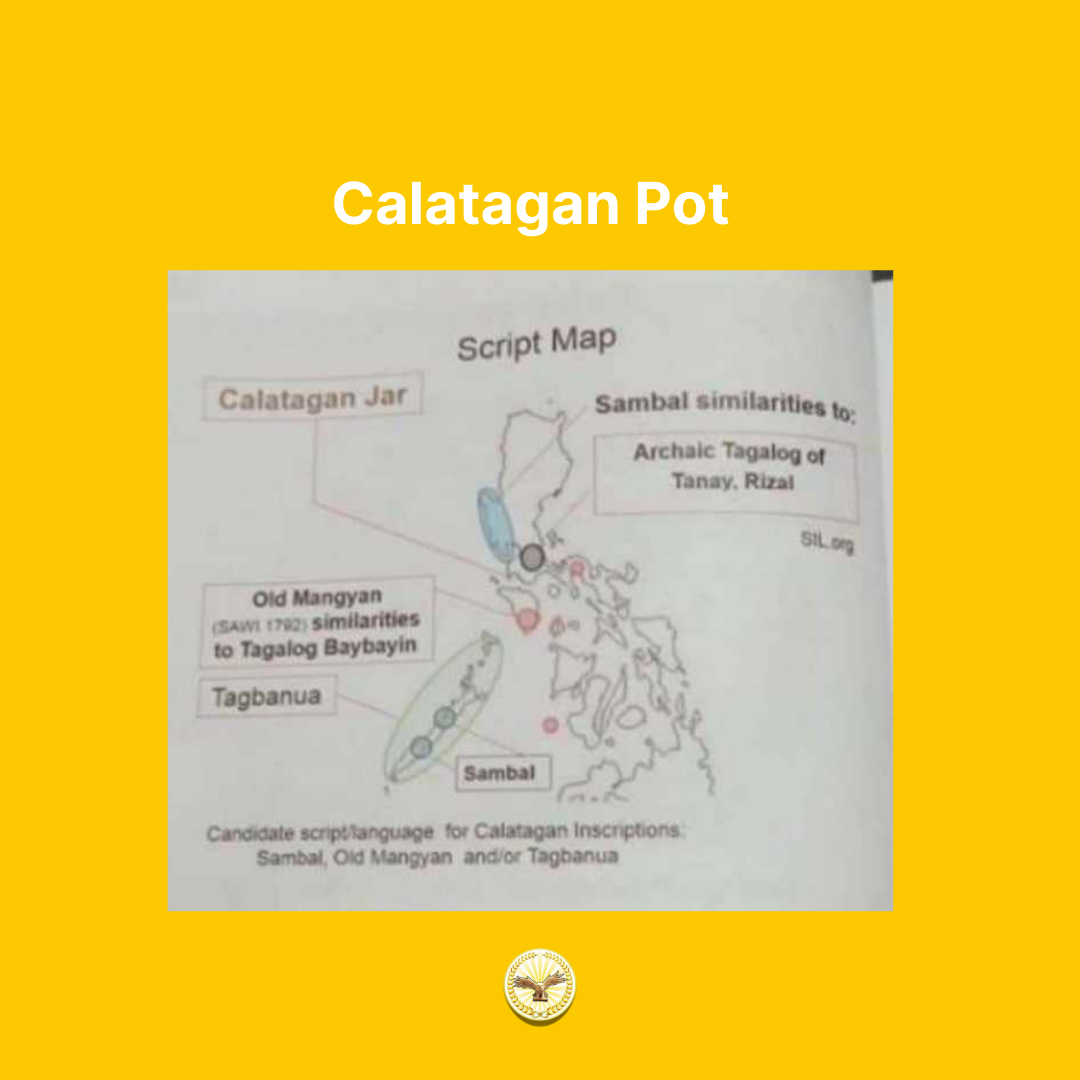 Calatagan Pot
Script Map
Calatagan Jar
Sambal similarities to:
Archaic Tagalog of
Tanay, Rizal
SIL.org
Old Mangyan
(SAWI 1792) similarities
to Tagalog Baybayin
Tagbanua
Sambal
Candidate script/language for Calatagan Inscriptions:
Sambal, Old Mangyan and/or Tagbanua